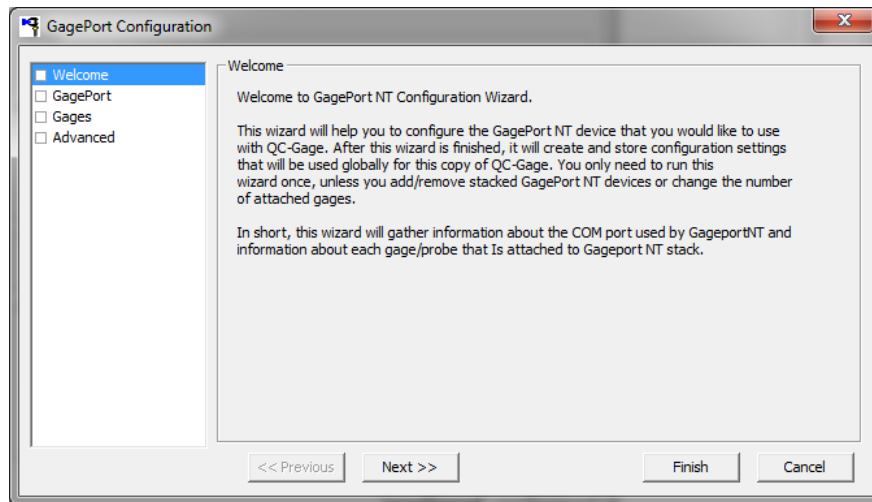 GagePort Configuration
Welcome
GagePort
Gages
Advanced
Welcome
Welcome to GagePort NT Configuration Wizard.
This wizard will help you to configure the GagePort NT device that you would like to use
with QC-Gage. After this wizard is finished, it will create and store configuration settings
that will be used globally for this copy of QC-Gage. You only need to run this
wizard once, unless you add/remove stacked GagePort NT devices or change the number
of attached gages.
In short, this wizard will gather information about the COM port used by GageportNT and
information about each gage/probe that Is attached to Gageport NT stack.
<< Previous
Next >>
Finish
Cancel